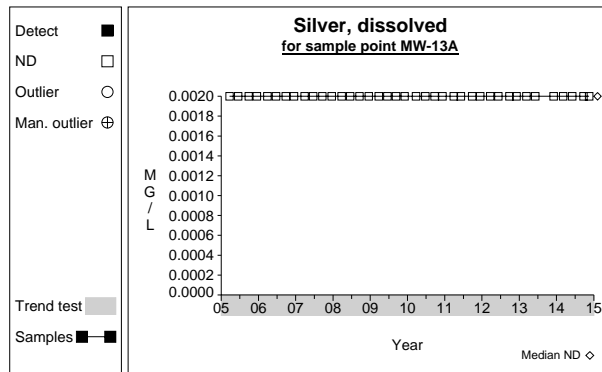 Detect
ND
Outlier
Man. outlier
Trend test
Samples
Silver, dissolved
for sample point MW-13A
M
G
/
L
0.0020
0.0018
0.0016
0.0014
0.0012
0.0010
0.0008
0.0006
0.0004
0.0002
0.0000
05 06 07 08 09 10 11 12 13 14 15
Year
Median ND